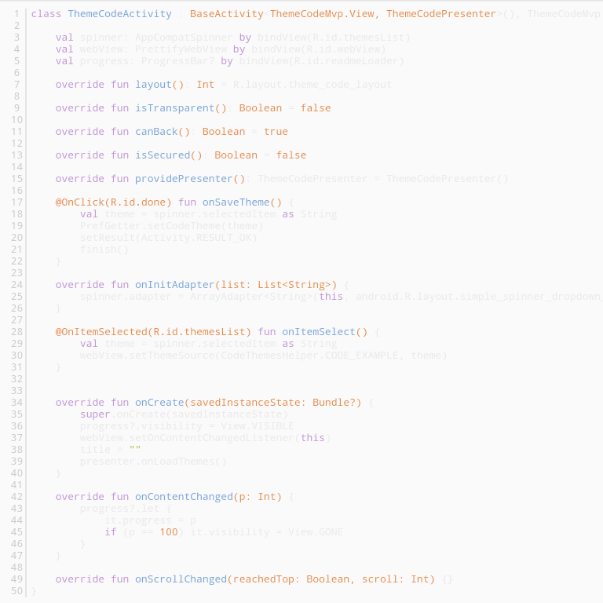 1 class ThemeCodeActivity : BaseActivity<ThemeCodeMvp.View, ThemeCodePresenter>(), ThemeCodeMvp
2
3 val spinner: AppCompatSpinner by bindView(R.id.themesList)
4 val webView: PrettifyWebView by bindView(R.id.webView)
5 val progress: ProgressBar? by bindView(R.id.readmeLoader)
6
7 override fun layout(): Int = R.layout.theme_code_layout
8
9 override fun isTransparent(): Boolean = false
10
11 override fun canBack(): Boolean = true
12
13 override fun isSecured(): Boolean = false
14
15 override fun providePresenter(): ThemeCodePresenter = ThemeCodePresenter()
16
17 @OnClick(R.id.done) fun onSaveTheme() {
18 val theme = spinner.selectedItem as String
19 PrefGetter.setCodeTheme(theme)
20 setResult(Activity.RESULT_OK)
21 finish()
22 }
23
24 override fun onInitAdapter(list: List<String>) {
25 spinner.adapter = ArrayAdapter<String>(this, android.R.layout.simple_spinner_dropdown
26 }
27
28 @OnItemSelected(R.id.themesList) fun onItemSelect() {
29 val theme = spinner.selectedItem as String
30 webView.setThemeSource(CodeThemesHelper.CODE_EXAMPLE, theme)
31 }
32
33
34 override fun onCreate(savedInstanceState: Bundle?) {
35 super.onCreate(savedInstanceState)
36 progress?.visibility = View.VISIBLE
37 webView.setOnContentChangedListener(this)
38 title = ""
39 presenter.onLoadThemes()
40 }
41
42 override fun onContentChanged(p: Int) {
43 progress?.let {
44 it.progress = p
45 if (p == 100) it.visibility = View.GONE
46 }
47 }
48
49 override fun onScrollChanged(reachedTop: Boolean, scroll: Int) {}
50 }